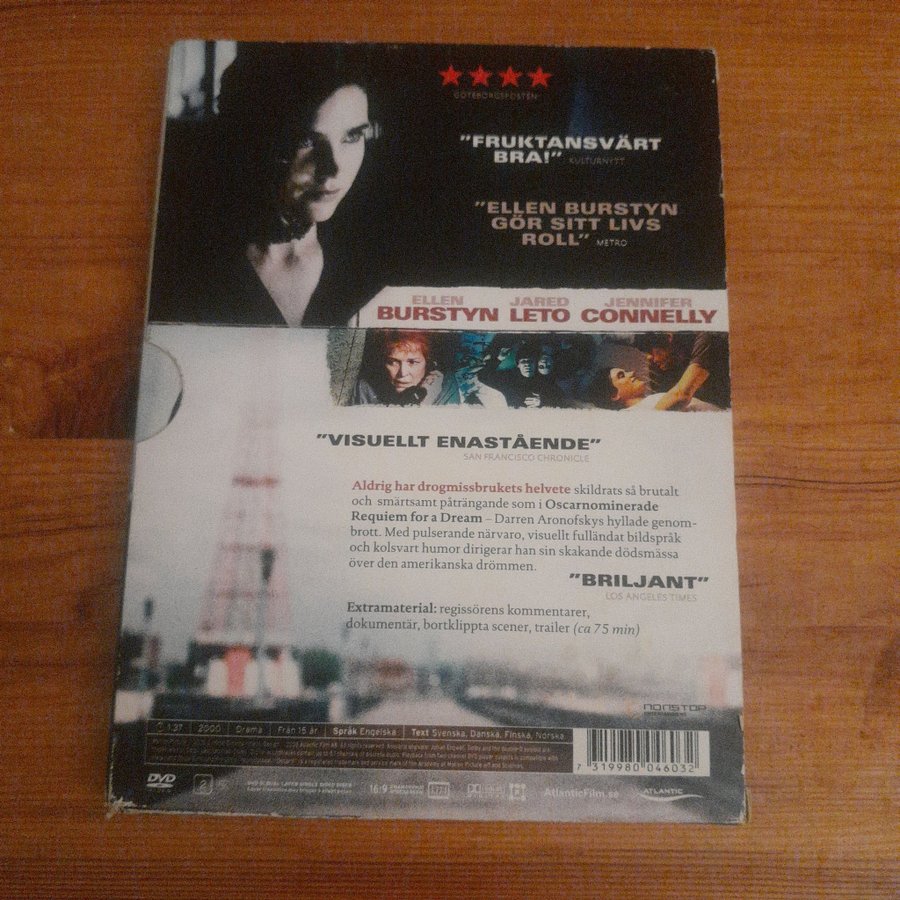 GÖTEBORGSPOSTEN
"FRUKTANSVÄRT
BRA!" KULTURNYTT
"ELLEN BURSTYN
GÖR SITT LIVS
ROLL" METRO
ELLEN JARED JENNIFER
BURSTYN LETO CONNELLY
"VISUELLT ENASTÅENDE"
SAN FRANCISCO CHRONICLE
Aldrig har drogmissbrukets helvete skildrats så brutalt
och smärtsamt påträngande som i Oscarnominerade
Requiem for a Dream – Darren Aronofskys hyllade genom-
brott. Med pulserande närvaro, visuellt fulländat bildspråk
och kolsvart humor dirigerar han sin skakande dödsmässa
över den amerikanska drömmen.
"BRILJANT"
LOS ANGELES TIMES
Extramaterial: regissörens kommentarer,
dokumentär, bortklippta scener, trailer (ca 75 min)
NONSTOP
ENTERTAINMENT
2000 Drama Från 15 år Språk Engelska Text Svenska, Danska, Finska, Norska
7 319980 046032
DVD 2 16:9 AtlanticFilm.se ATLANTIC